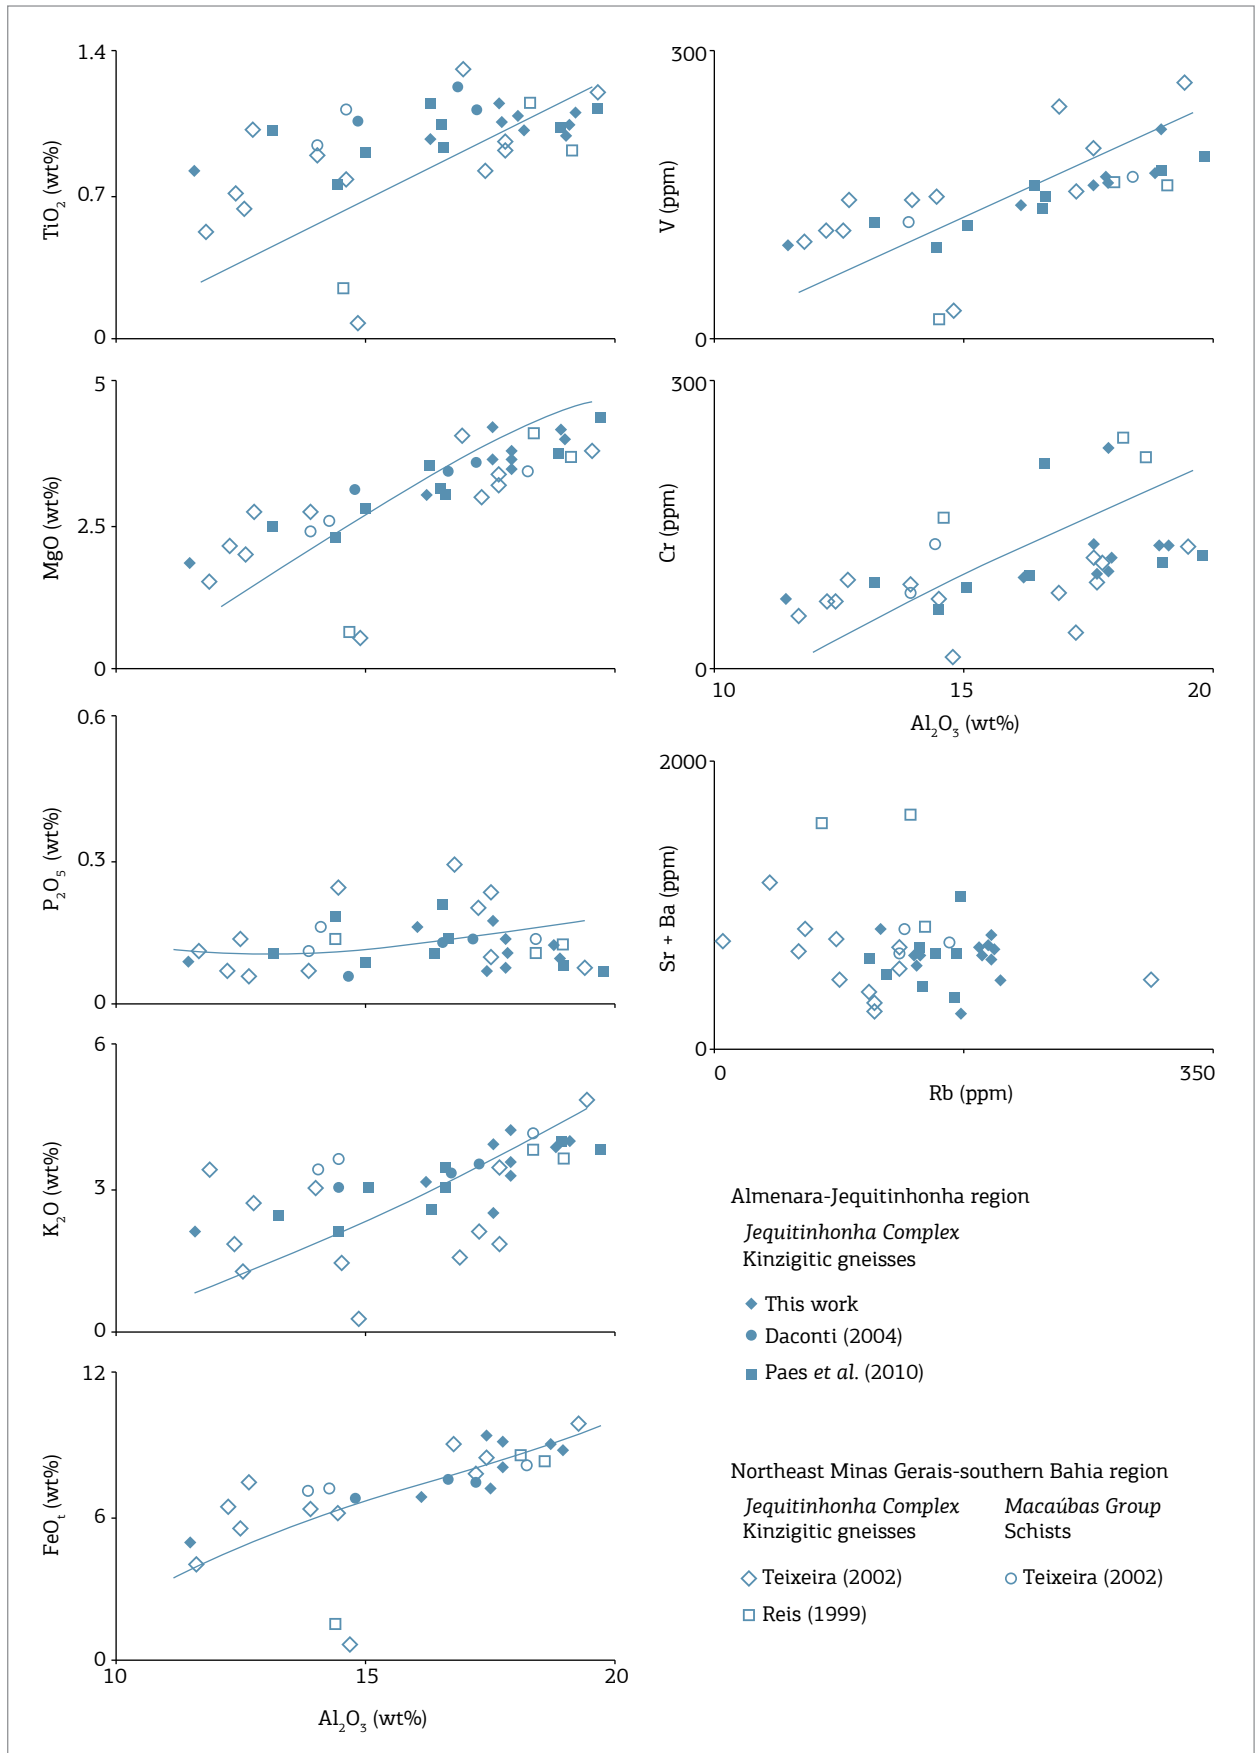 1.4
0.7
0
TiO2 (wt%)
5
2.5
0
MgO (wt%)
0.6
0.3
0
P2O5 (wt%)
6
3
0
K2O (wt%)
12
6
0
FeOt (wt%)
10 15 20
Al2O3 (wt%)
300
0
V (ppm)
300
0
Cr (ppm)
10 15 20
Al2O3 (wt%)
2000
0
Sr + Ba (ppm)
0 350
Rb (ppm)
Almenara-Jequitinhonha region
Jequitinhonha Complex
Kinzigitic gneisses
This work
Daconti (2004)
Paes et al. (2010)
Northeast Minas Gerais-southern Bahia region
Jequitinhonha Complex
Kinzigitic gneisses
Teixeira (2002)
Reis (1999)
Macaúbas Group
Schists
Teixeira (2002)